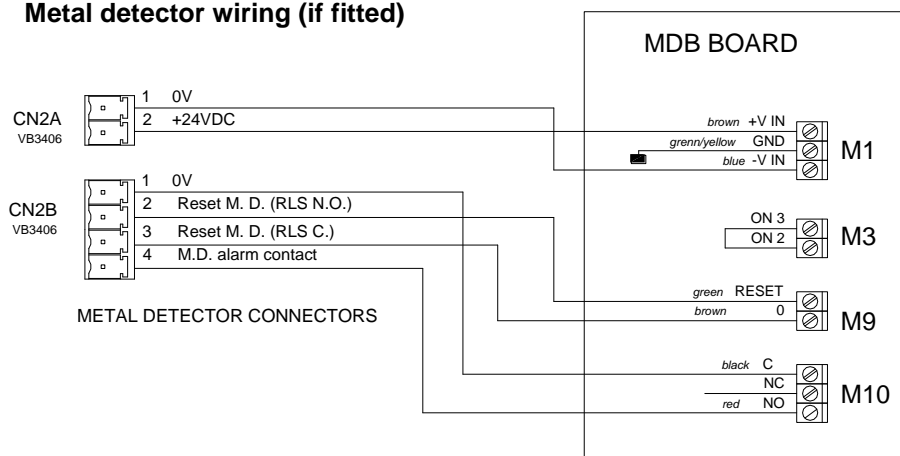 Metal detector wiring (if fitted)
MDB BOARD
CN2A
VB3406
1 0V
2 +24VDC
brown +V IN
grenn/yellow GND
blue -V IN
M1
CN2B
VB3406
1 0V
2 Reset M. D. (RLS N.O.)
3 Reset M. D. (RLS C.)
4 M.D. alarm contact
ON 3
ON 2
M3
METAL DETECTOR CONNECTORS
green RESET
brown 0
M9
black C
NC
red NO
M10